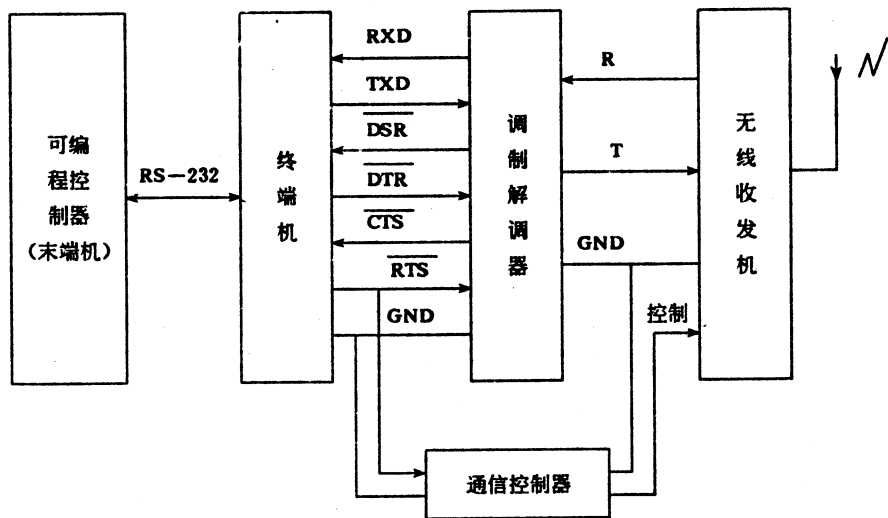 可编
程控
制器
(末端机)
RS-232
终端机
RXD
TXD
DSR
DTR
CTS
RTS
GND
调制解调器
R
T
GND
控制
无线收发机
通信控制器